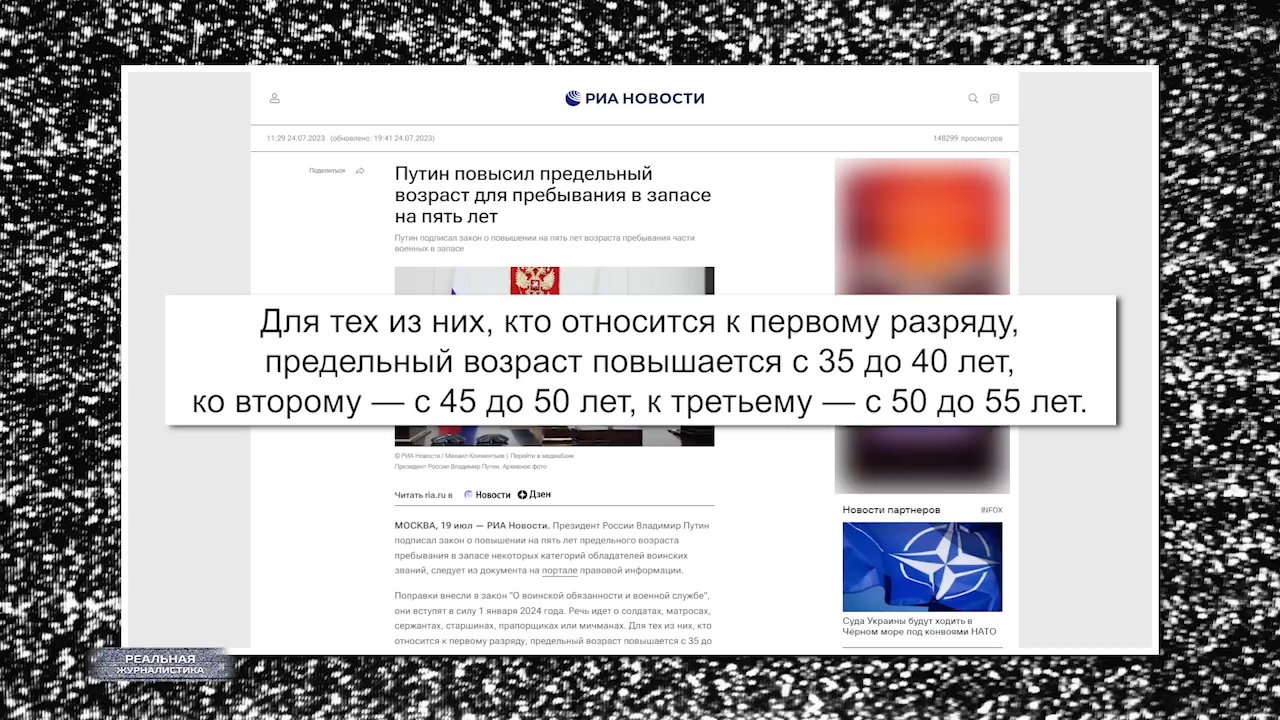 РИА НОВОСТИ
11:29 24.07.2023 (обновлено: 19:41 24.07.2023)
148299 просмотров
Поделиться
Путин повысил предельный
возраст для пребывания в запасе
на пять лет
Путин подписал закон о повышении на пять лет возраста пребывания части
военных в запасе
Для тех из них, кто относится к первому разряду,
предельный возраст повышается с 35 до 40 лет,
ко второму — с 45 до 50 лет, к третьему — с 50 до 55 лет.
© РИА Новости / Михаил Климентьев | Перейти в медиабанк
Президент России Владимир Путин. Архивное фото
Читать ria.ru в Новости Дзен
МОСКВА, 19 июл — РИА Новости. Президент России Владимир Путин
подписал закон о повышении на пять лет предельного возраста
пребывания в запасе некоторых категорий обладателей воинских
званий, следует из документа на портале правовой информации.
Поправки внесли в закон "О воинской обязанности и военной службе",
они вступят в силу 1 января 2024 года. Речь идет о солдатах, матросах,
сержантах, старшинах, прапорщиках или мичманах. Для тех из них, кто
относится к первому разряду, предельный возраст повышается с 35 до
Новости партнеров
INFOX
Суда Украины будут ходить в
Черном море под конвоями НАТО
РЕАЛЬНАЯ
ЖУРНАЛИСТИКА